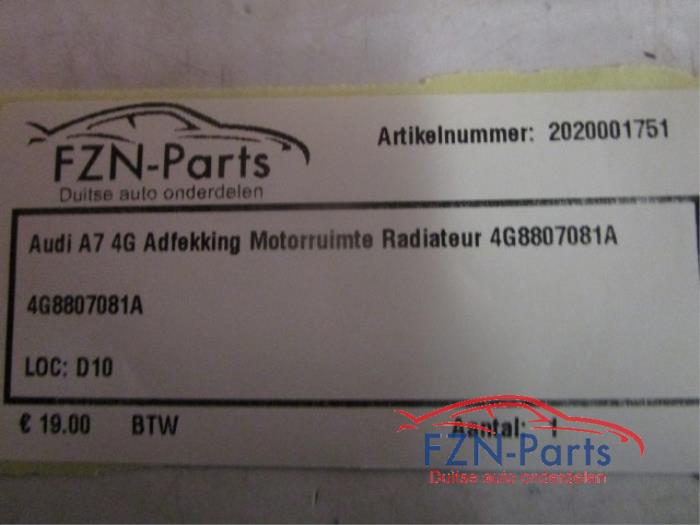 FZN-Parts
Duitse auto onderdelen
Artikelnummer: 2020001751
Audi A7 4G Adfekking Motorruimte Radiateur 4G8807081A
4G8807081A
LOC: D10
€ 19.00 BTW Aantal: 1
FZN-Parts
Duitse auto onderdelen